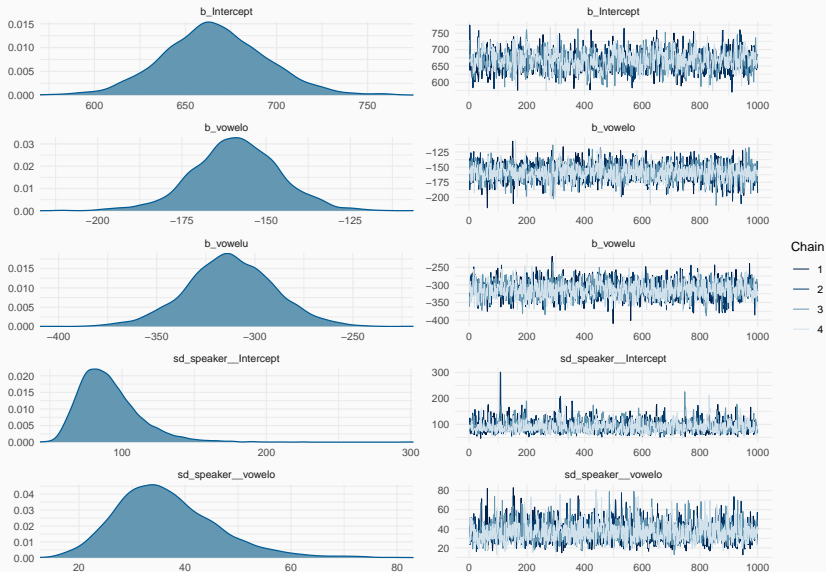 b_Intercept
0.015
0.010
0.005
0.000
600 650 700 750
b_Intercept
750
700
650
600
0 200 400 600 800 1000
b_vowelo
0.03
0.02
0.01
0.00
−200 −175 −150 −125
b_vowelo
−125
−150
−175
−200
0 200 400 600 800 1000
b_vowelu
0.015
0.010
0.005
0.000
−400 −350 −300 −250
b_vowelu
−250
−300
−350
−400
0 200 400 600 800 1000
sd_speaker__Intercept
0.020
0.015
0.010
0.005
0.000
100 200 300
sd_speaker__Intercept
300
200
100
0 200 400 600 800 1000
sd_speaker__vowelo
0.04
0.03
0.02
0.01
0.00
20 40 60 80
sd_speaker__vowelo
80
60
40
20
0 200 400 600 800 1000
Chain
1
2
3
4